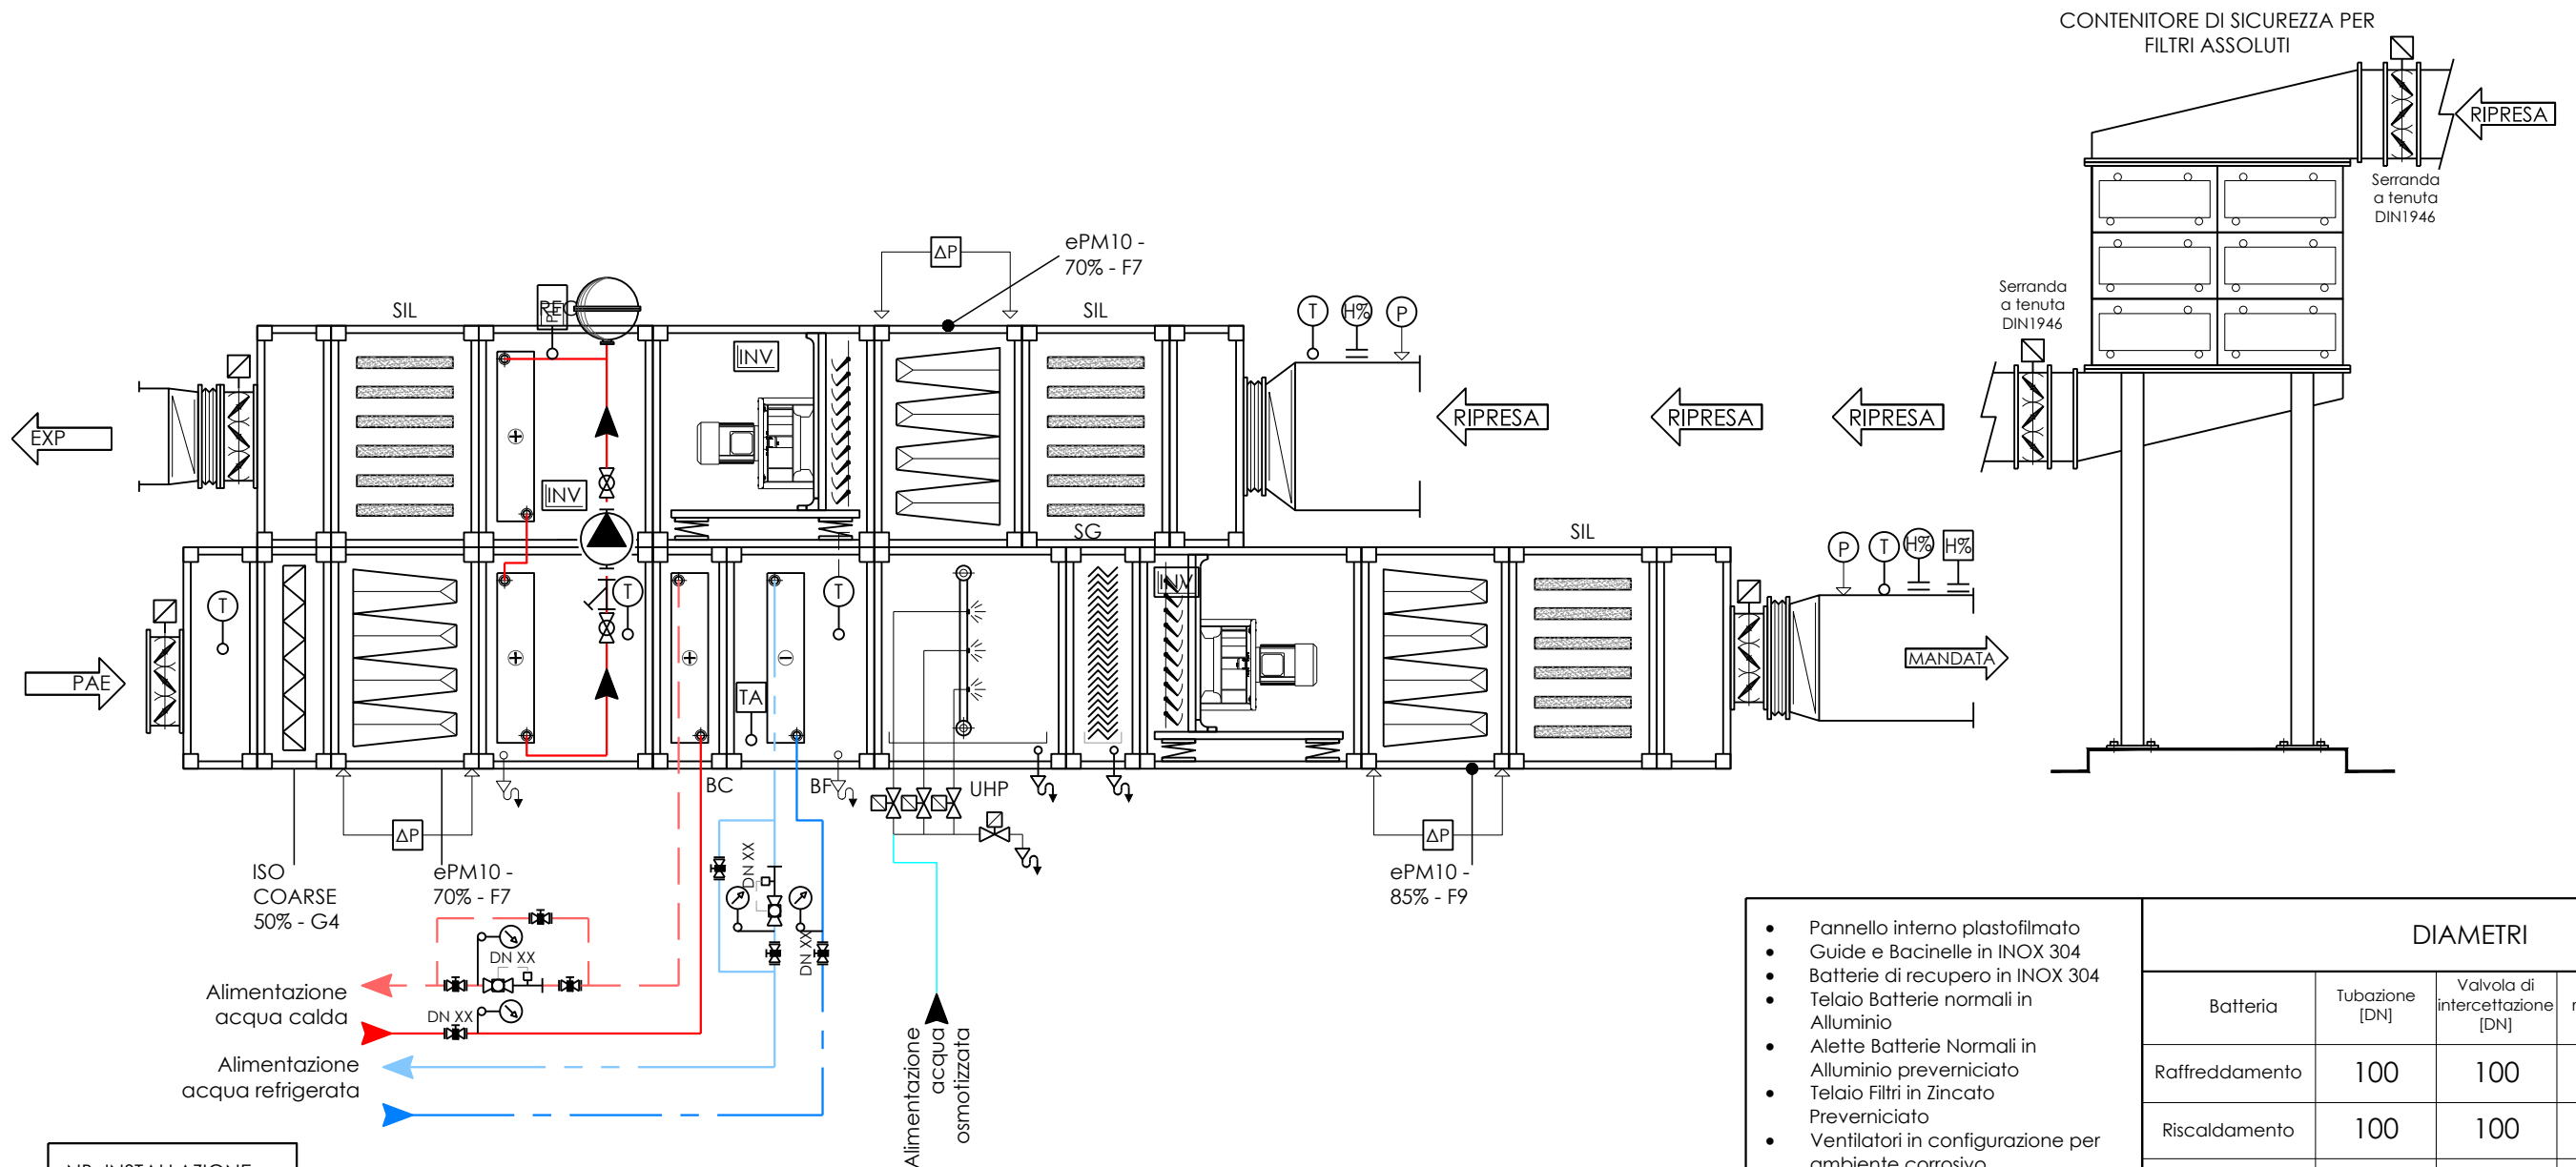 CONTENITORE DI SICUREZZA PER
FILTRI ASSOLUTI
RIPRESA
Serranda
a tenuta
DIN1946
Serranda
a tenuta
DIN1946
ΔP
ePM10 -
70% - F7
SIL
SIL
T
H%
P
INV
INV
EXP
RIPRESA
RIPRESA
RIPRESA
SG
SIL
P
T
H%
H%
T
T
T
INV
TA
PAE
MANDATA
BC
BF
UHP
ΔP
ΔP
ISO
COARSE
50% - G4
ePM10 -
70% - F7
ePM10 -
85% - F9
DN XX
DN XX
DN XX
DN XX
Alimentazione
acqua calda
Alimentazione
acqua refrigerata
Alimentazione
acqua
osmotizzata
• Pannello interno plastofilmato
• Guide e Bacinelle in INOX 304
• Batterie di recupero in INOX 304
• Telaio Batterie normali in
Alluminio
• Alette Batterie Normali in
Alluminio preverniciato
• Telaio Filtri in Zincato
Preverniciato
• Ventilatori in configurazione per
ambiente corrosivo
DIAMETRI
Batteria
Tubazione
[DN]
Valvola di
intercettazione
[DN]
Raffreddamento 100 100
Riscaldamento 100 100